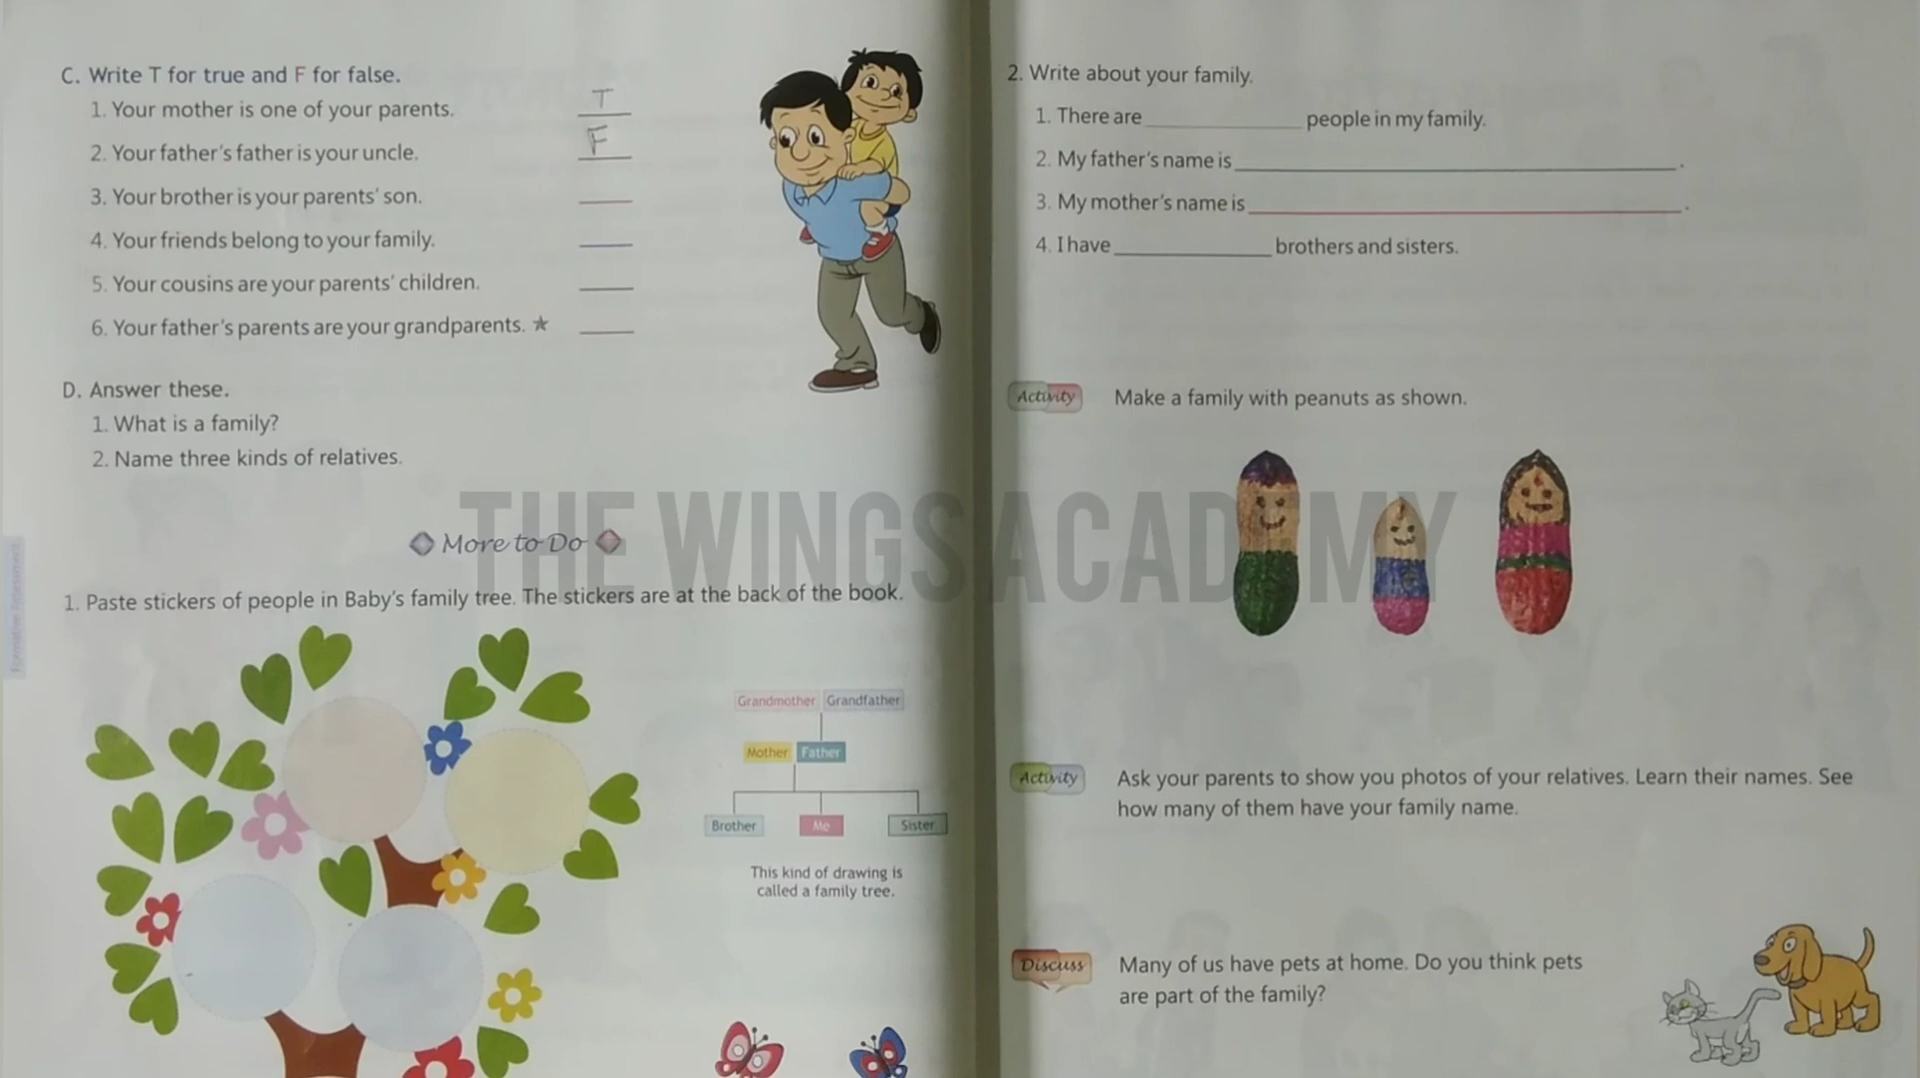 C. Write T for true and F for false.
1. Your mother is one of your parents. T
2. Your father's father is your uncle. F
3. Your brother is your parents' son.
4. Your friends belong to your family.
5. Your cousins are your parents' children.
6. Your father's parents are your grandparents. ★
D. Answer these.
1. What is a family?
2. Name three kinds of relatives.
More to Do
1. Paste stickers of people in Baby's family tree. The stickers are at the back of the book.
Grandmother Grandfather
Mother Father
Brother Me Sister
This kind of drawing is
called a family tree.
Formative Assessment
2. Write about your family.
1. There are ____________ people in my family.
2. My father's name is ____________.
3. My mother's name is ____________.
4. I have ____________ brothers and sisters.
Activity Make a family with peanuts as shown.
Activity Ask your parents to show you photos of your relatives. Learn their names. See
how many of them have your family name.
Discuss Many of us have pets at home. Do you think pets
are part of the family?
THE WINGS ACADEMY